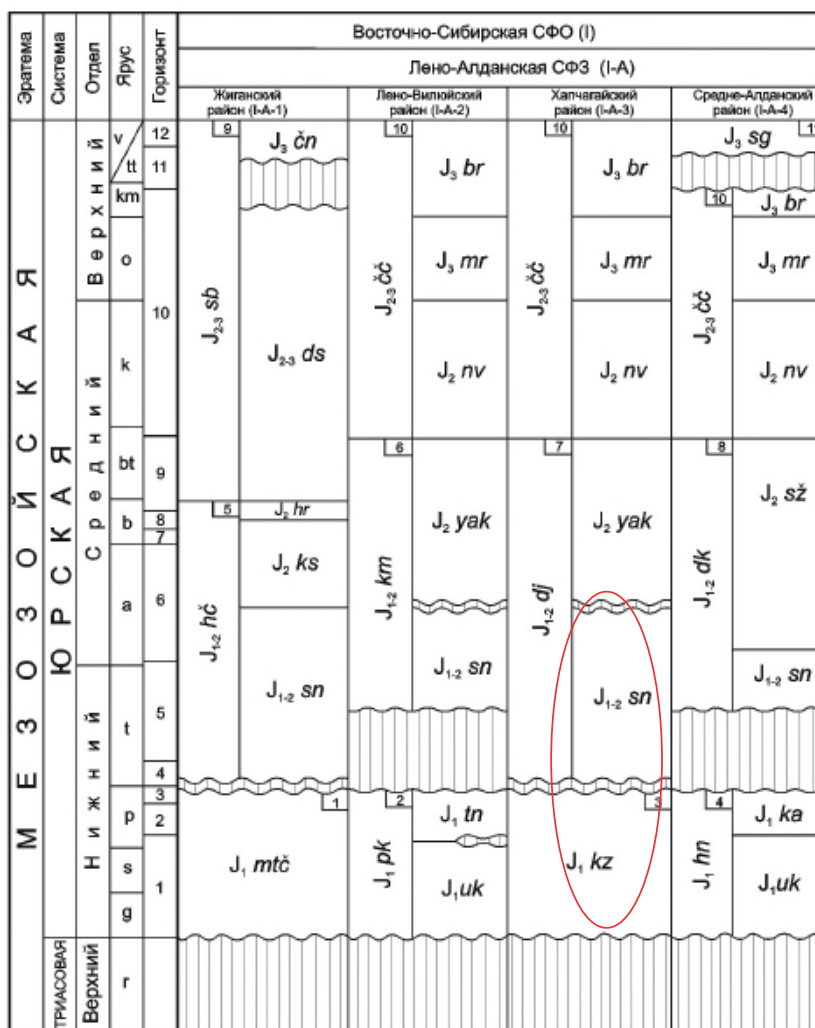 Восточно-Сибирская СФО (I)
Лено-Алданская СФЗ (I-A)
Эратема
Система
Отдел
Ярус
Горизонт
Жиганский
район (I-A-1)
Лено-Вилюйский
район (I-A-2)
Хапчагайский
район (I-A-3)
Средне-Алданский
район (I-A-4)
МЕЗОЗОЙСКАЯ
ЮРСКАЯ
ТРИАСОВАЯ
Верхний
Средний
Нижний
Верхний
v
tt
km
o
k
bt
b
a
t
p
s
g
r
12
11
10
9
8
7
6
5
4
3
2
1
9
J₃ čn
J₂₋₃ sb
J₂₋₃ ds
5
J₂ hr
J₂ ks
J₁₋₂ hč
J₁₋₂ sn
1
J₁ mtč
10
J₃ br
J₂₋₃ čč
J₃ mr
J₂ nv
6
J₂ yak
J₁₋₂ km
J₁₋₂ sn
2
J₁ tn
J₁ pk
J₁uk
10
J₃ br
J₂₋₃ čč
J₃ mr
J₂ nv
7
J₂ yak
J₁₋₂ dj
J₁₋₂ sn
3
J₁ kz
J₃ sg
10
J₃ br
J₂₋₃ čč
J₃ mr
J₂ nv
8
J₂ sž
J₁₋₂ dk
J₁₋₂ sn
4
J₁ ka
J₁ hn
J₁uk